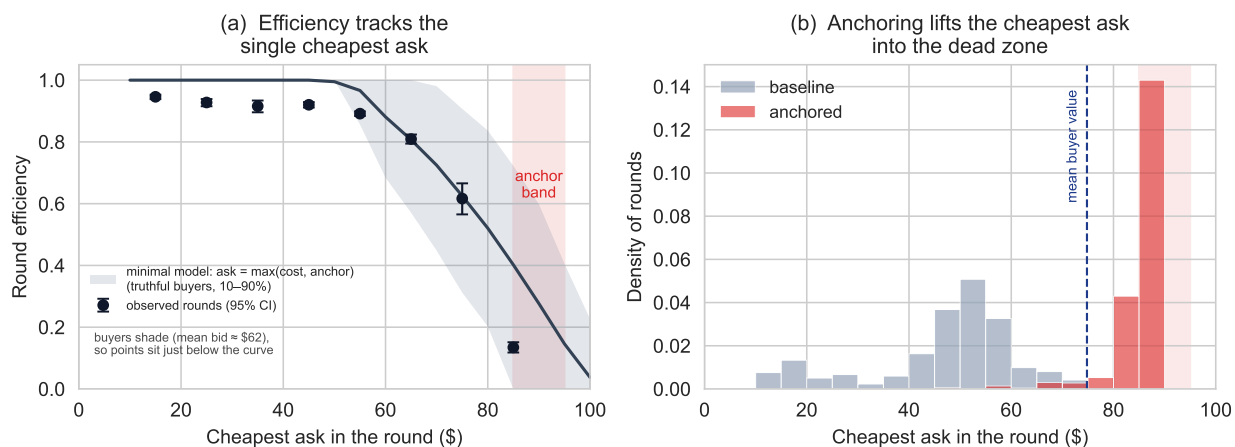 (a) Efficiency tracks the
single cheapest ask
1.0
0.8
0.6
0.4
0.2
0.0
Round efficiency
anchor
band
minimal model: ask = max(cost, anchor)
(truthful buyers, 10–90%)
observed rounds (95% CI)
buyers shade (mean bid ≈ $62),
so points sit just below the curve
0 20 40 60 80 100
Cheapest ask in the round ($)
(b) Anchoring lifts the cheapest ask
into the dead zone
0.14
0.12
0.10
0.08
0.06
0.04
0.02
0.00
Density of rounds
baseline
anchored
mean buyer value
0 20 40 60 80 100
Cheapest ask in the round ($)